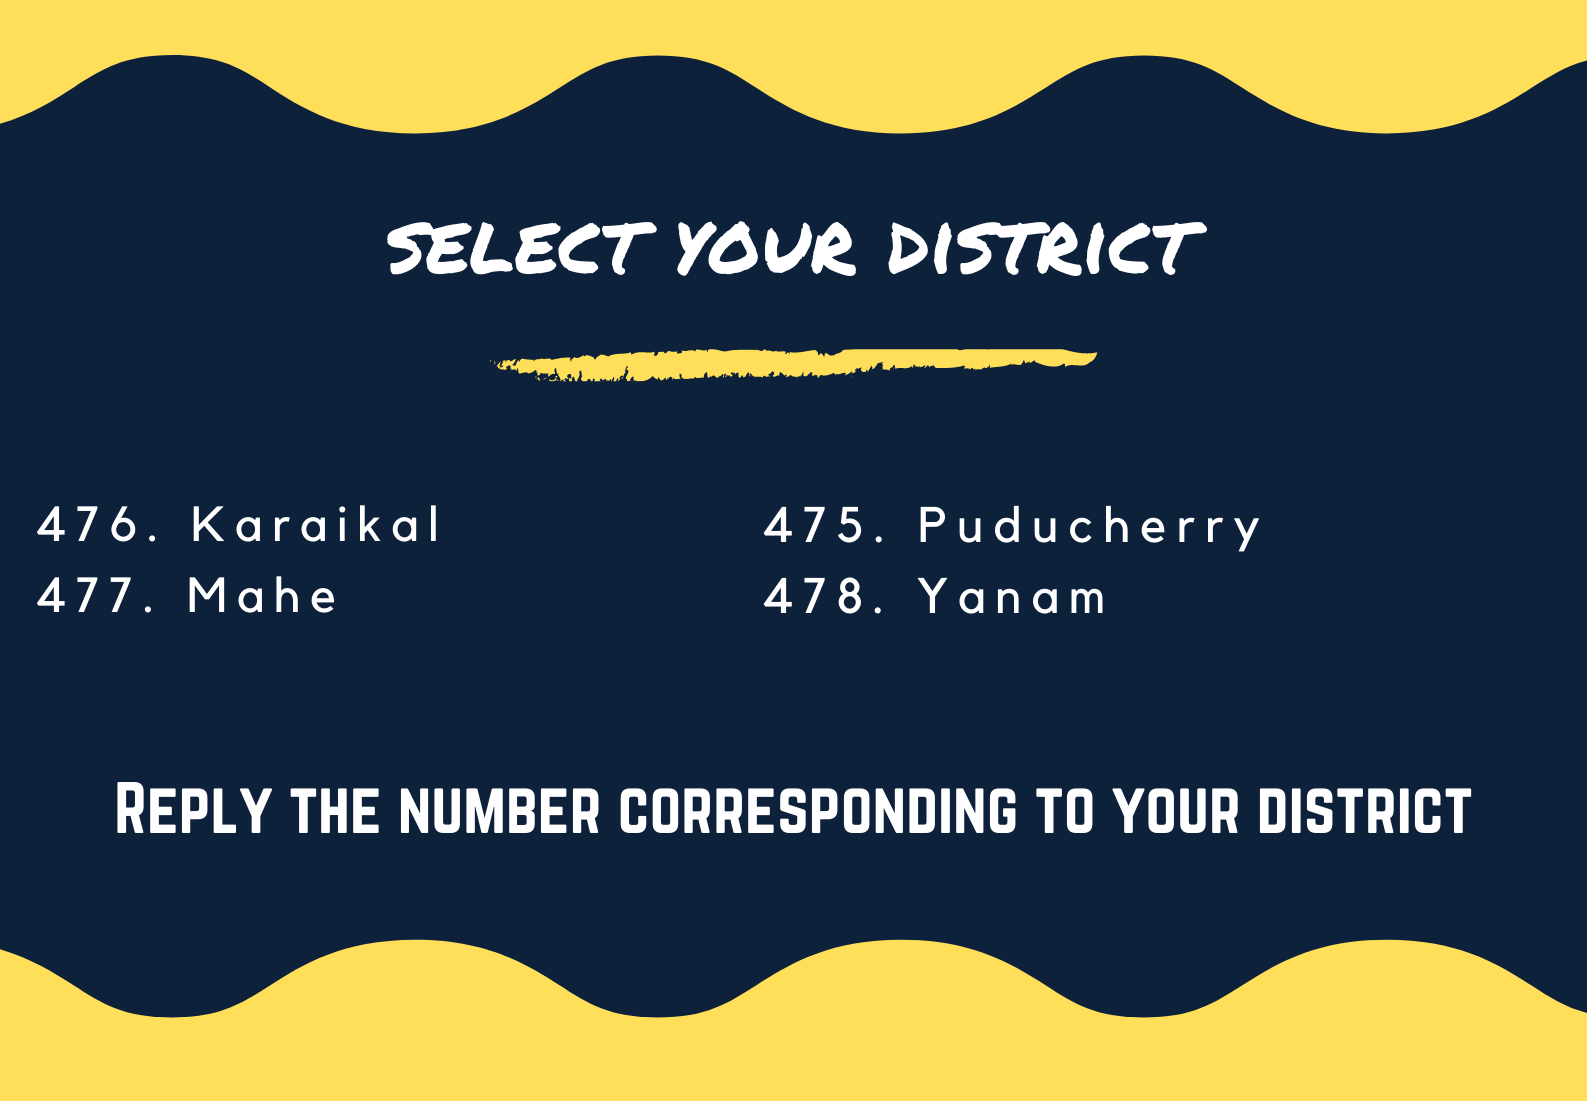 SELECT YOUR DISTRICT
476. Karaikal
477. Mahe
475. Puducherry
478. Yanam
REPLY THE NUMBER CORRESPONDING TO YOUR DISTRICT